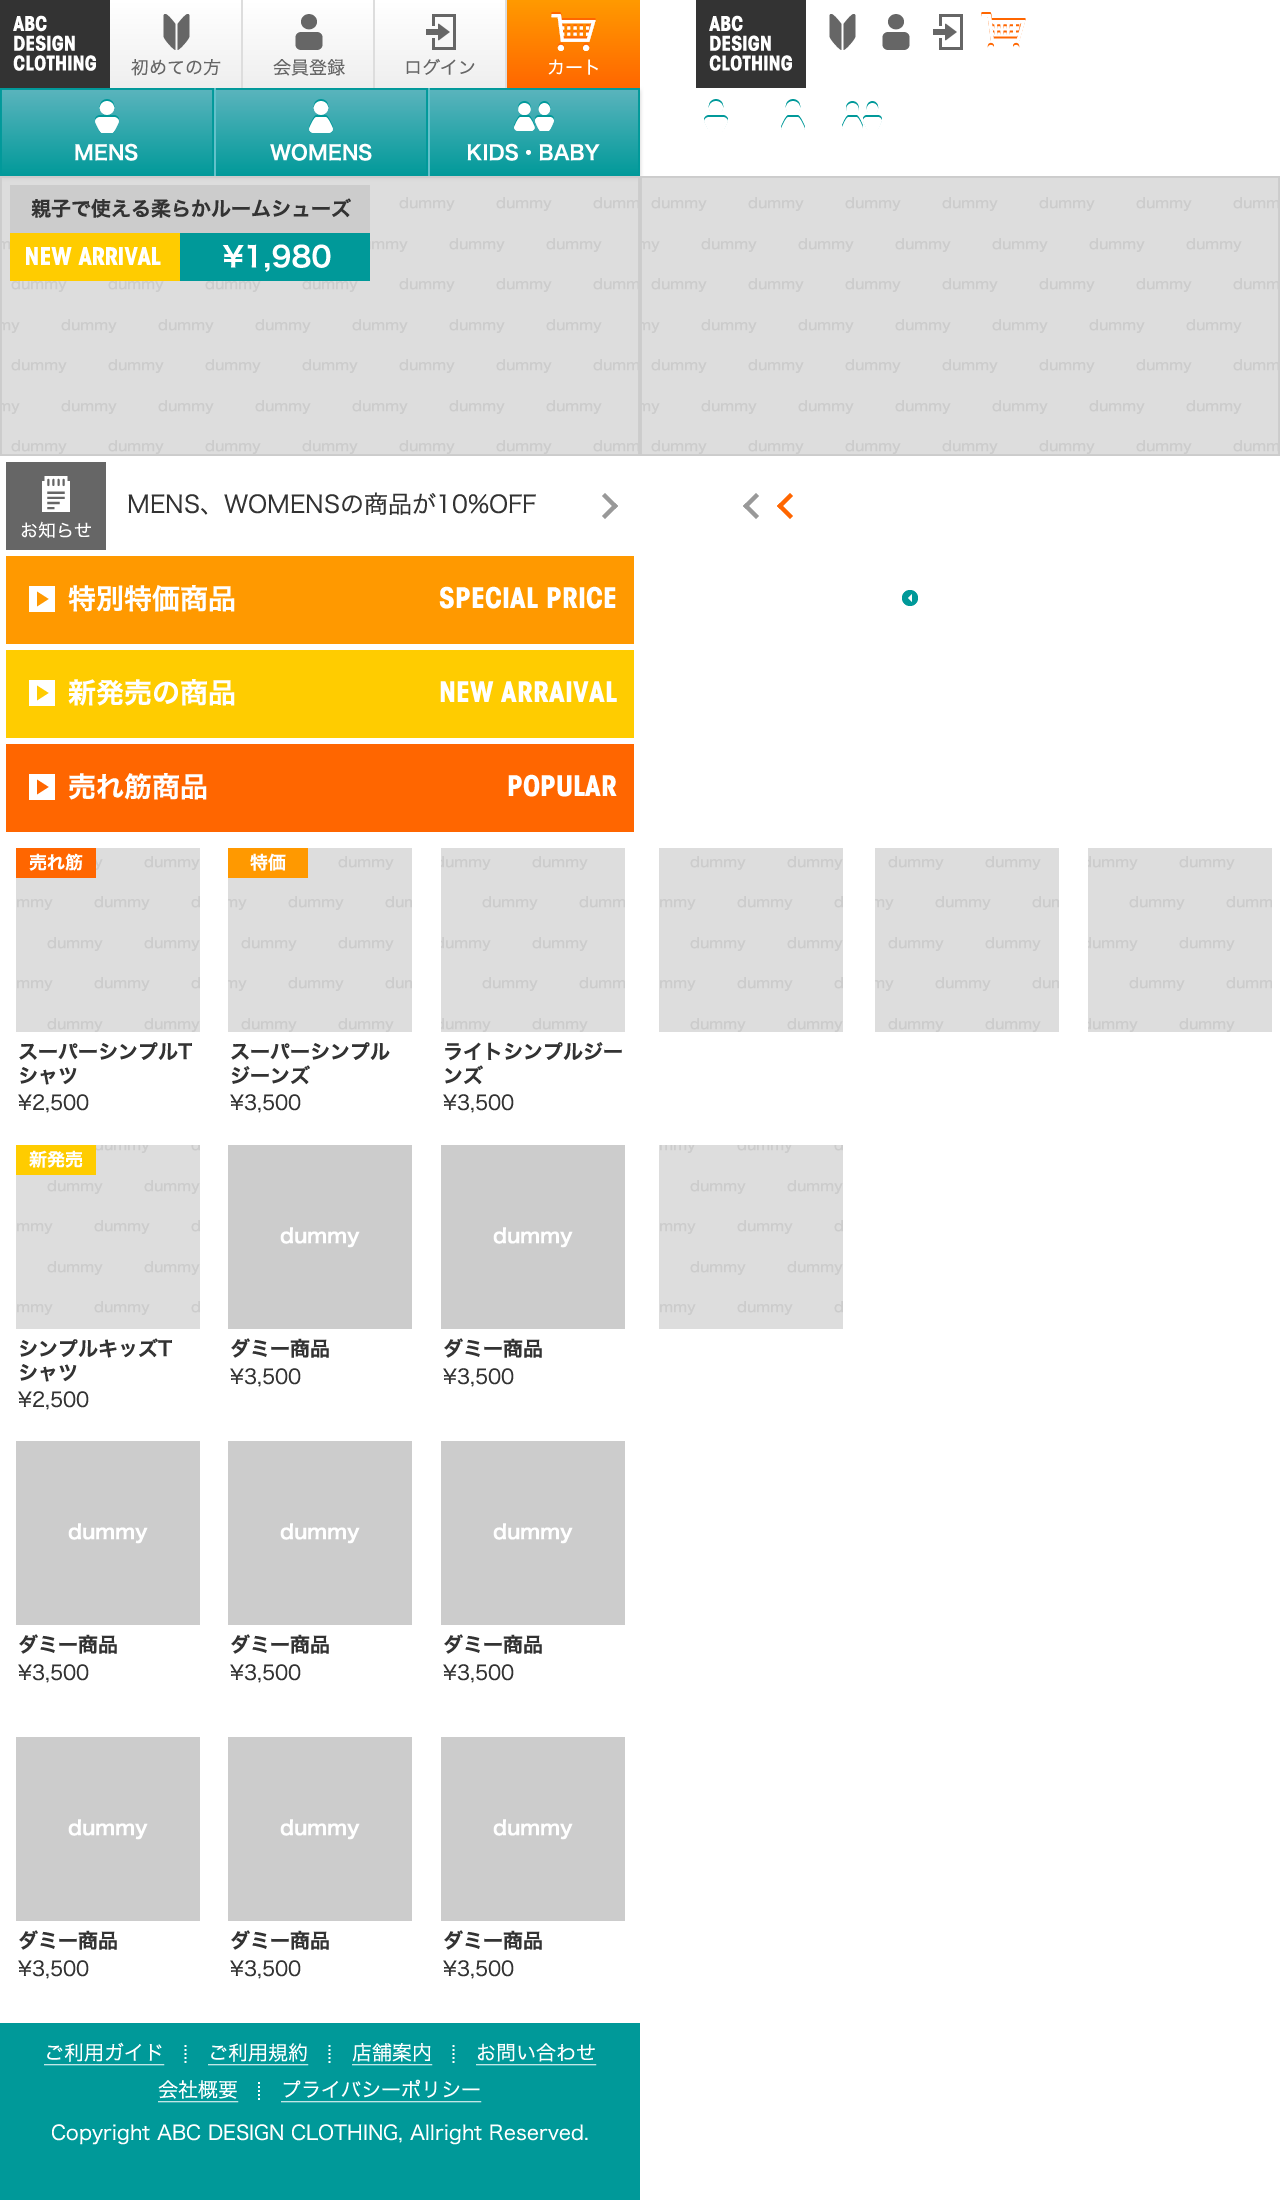 ABC
DESIGN
CLOTHING
初めての方
会員登録
ログイン
カート
ABC
DESIGN
CLOTHING
MENS
WOMENS
KIDS・BABY
親子で使える柔らかルームシューズ
NEW ARRIVAL
¥1,980
dummy
お知らせ
MENS、WOMENSの商品が10%OFF
特別特価商品
SPECIAL PRICE
新発売の商品
NEW ARRAIVAL
売れ筋商品
POPULAR
売れ筋
特価
スーパーシンプルT
シャツ
¥2,500
スーパーシンプル
ジーンズ
¥3,500
ライトシンプルジー
ンズ
¥3,500
新発売
dummy
dummy
シンプルキッズT
シャツ
¥2,500
ダミー商品
¥3,500
ダミー商品
¥3,500
dummy
dummy
dummy
ダミー商品
¥3,500
ダミー商品
¥3,500
ダミー商品
¥3,500
dummy
dummy
dummy
ダミー商品
¥3,500
ダミー商品
¥3,500
ダミー商品
¥3,500
ご利用ガイド
ご利用規約
店舗案内
お問い合わせ
会社概要
プライバシーポリシー
Copyright ABC DESIGN CLOTHING, Allright Reserved.